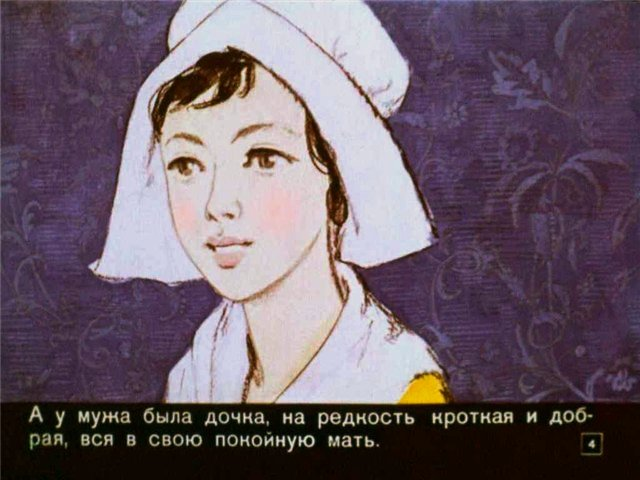 А у мужа была дочка, на редкость кроткая и доб-
рая, вся в свою покойную мать.
4